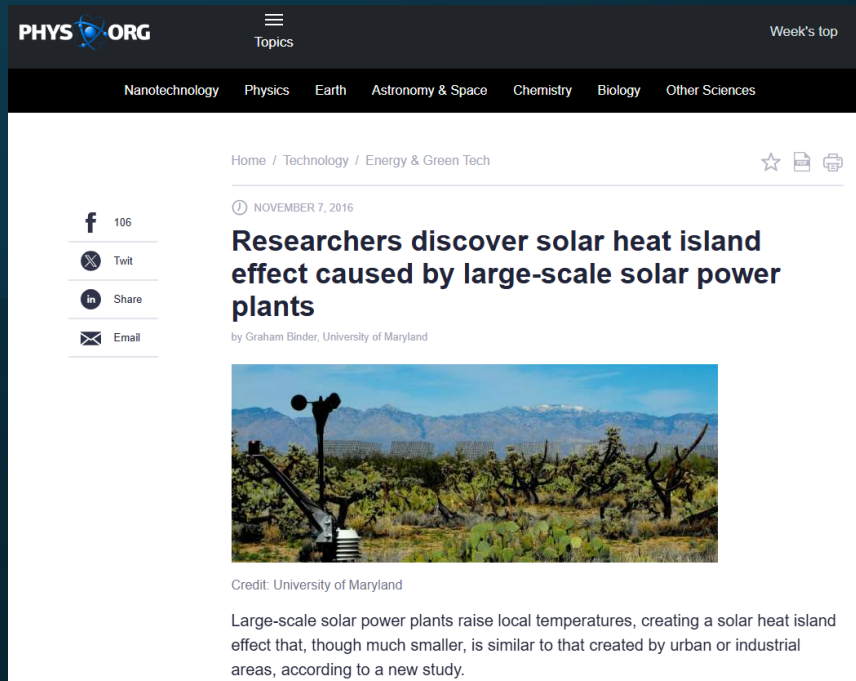 PHYS ORG
Topics
Week's top
Nanotechnology Physics Earth Astronomy & Space Chemistry Biology Other Sciences
Home / Technology / Energy & Green Tech
PDF
NOVEMBER 7, 2016
106
Twit
Share
Email
Researchers discover solar heat island
effect caused by large-scale solar power
plants
by Graham Binder, University of Maryland
Credit: University of Maryland
Large-scale solar power plants raise local temperatures, creating a solar heat island
effect that, though much smaller, is similar to that created by urban or industrial
areas, according to a new study.